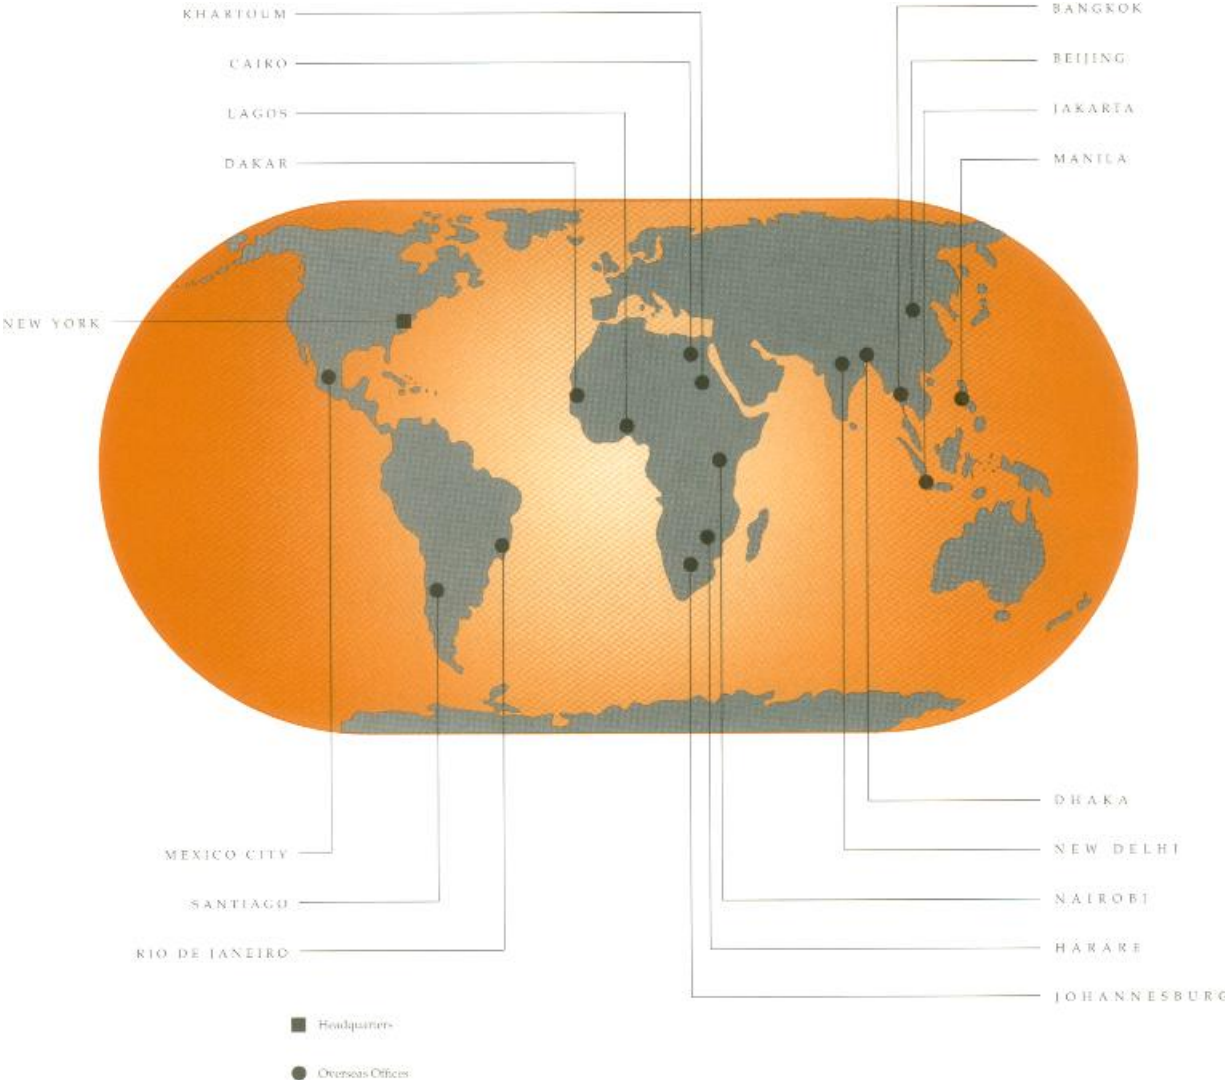 KHARTOUM
CAIRO
LAGOS
DAKAR
BANGKOK
BEIJING
JAKARTA
MANILA
NEW YORK
MEXICO CITY
SANTIAGO
RIO DE JANEIRO
DHAKA
NEW DELHI
NAIROBI
HARARE
JOHANNESBURG
Headquarters
Overseas Offices